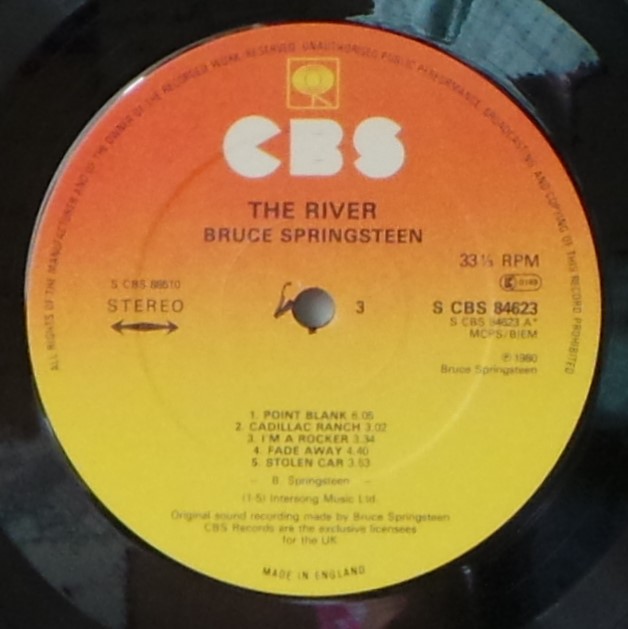 ALL RIGHTS OF THE MANUFACTURER AND OF THE OWNER OF THE RECORDED WORK RESERVED. UNAUTHORISED PUBLIC PERFORMANCE, BROADCASTING AND COPYING OF THIS RECORD PROHIBITED
CBS
THE RIVER
BRUCE SPRINGSTEEN
33⅓ RPM
S CBS 88510
STEREO
3
S CBS 84623
S CBS 84623 A*
MCPS/BIEM
℗ 1980
Bruce Springsteen
1. POINT BLANK 6.05
2. CADILLAC RANCH 3.02
3. I'M A ROCKER 3.34
4. FADE AWAY 4.40
5. STOLEN CAR 3.53
- B. Springsteen -
(1-5) Intersong Music Ltd.
Original sound recording made by Bruce Springsteen
CBS Records are the exclusive licensees
for the UK
MADE IN ENGLAND